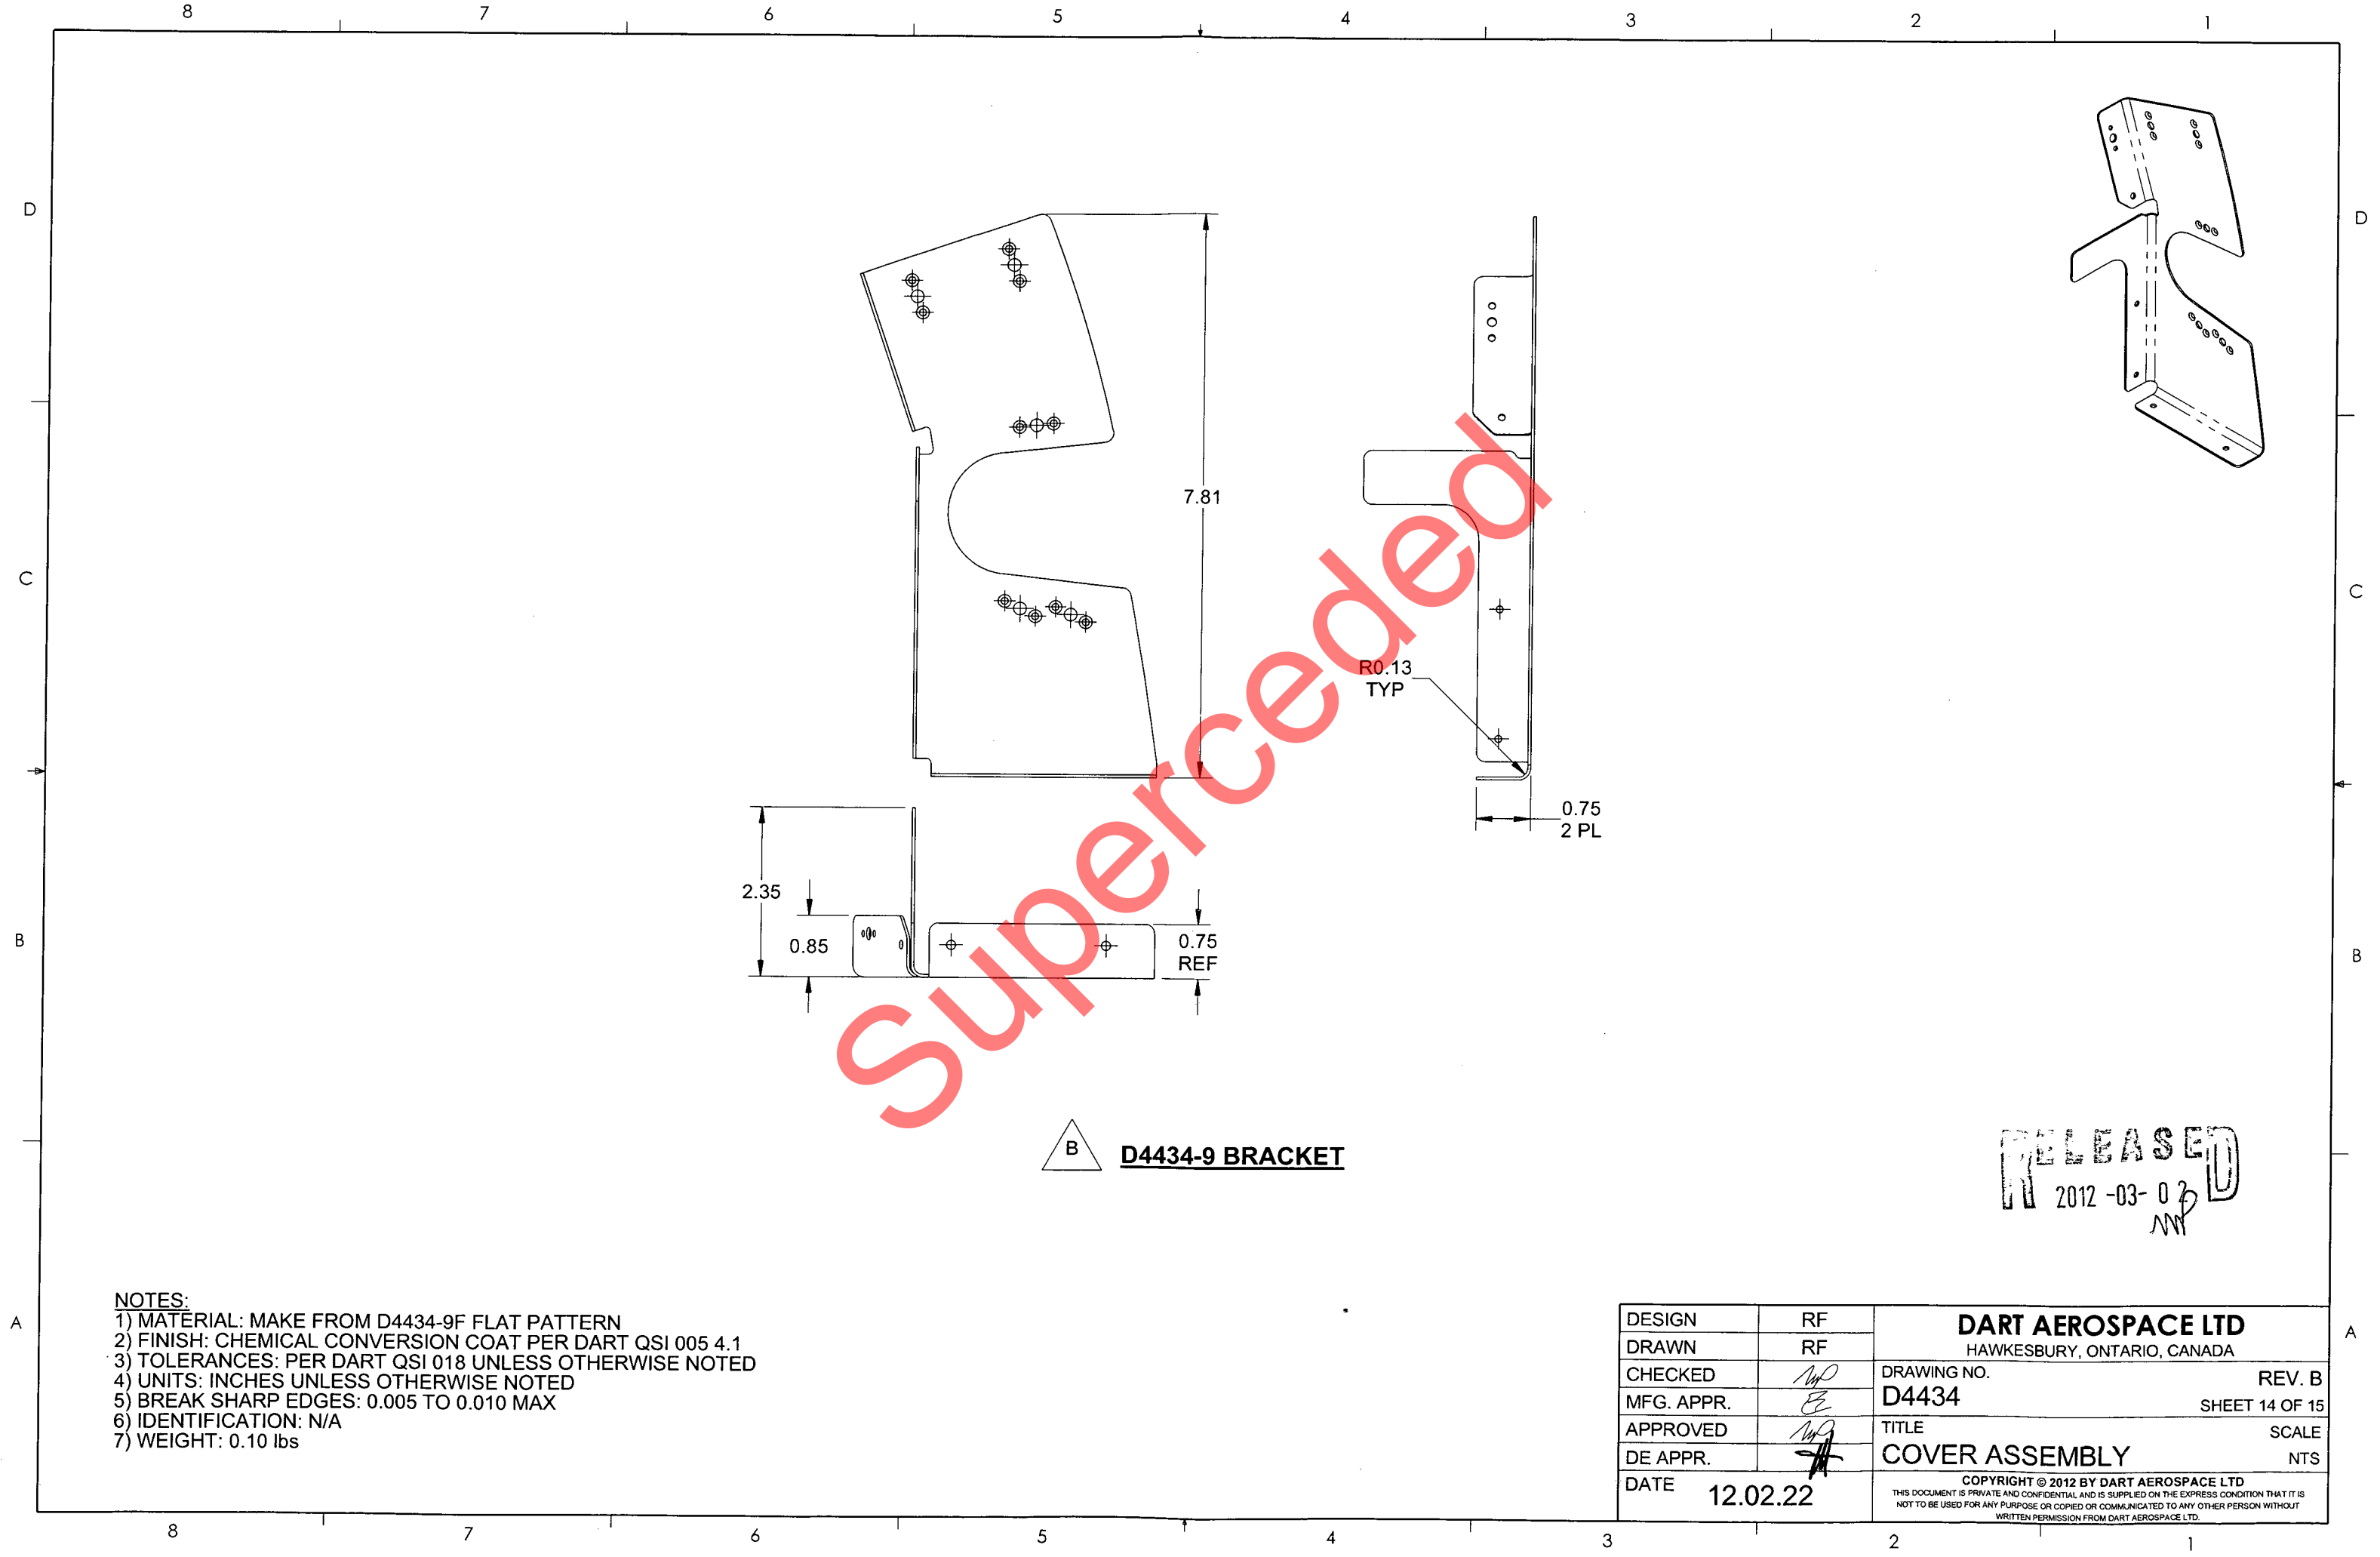 8 7 6 5 4 3 2 1
D D
7.81
C C
R0.13
TYP
0.75
2 PL
2.35
0.85
0.75
REF
B B
Superceded
B
D4434-9 BRACKET
RELEASED
2012 -03- 02
NOTES:
1) MATERIAL: MAKE FROM D4434-9F FLAT PATTERN
2) FINISH: CHEMICAL CONVERSION COAT PER DART QSI 005 4.1
3) TOLERANCES: PER DART QSI 018 UNLESS OTHERWISE NOTED
4) UNITS: INCHES UNLESS OTHERWISE NOTED
5) BREAK SHARP EDGES: 0.005 TO 0.010 MAX
6) IDENTIFICATION: N/A
7) WEIGHT: 0.10 lbs
A A
DESIGN RF
DRAWN RF
CHECKED
MFG. APPR.
APPROVED
DE APPR.
DATE 12.02.22
DART AEROSPACE LTD
HAWKESBURY, ONTARIO, CANADA
DRAWING NO. REV. B
D4434 SHEET 14 OF 15
TITLE SCALE
COVER ASSEMBLY NTS
COPYRIGHT © 2012 BY DART AEROSPACE LTD
THIS DOCUMENT IS PRIVATE AND CONFIDENTIAL AND IS SUPPLIED ON THE EXPRESS CONDITION THAT IT IS
NOT TO BE USED FOR ANY PURPOSE OR COPIED OR COMMUNICATED TO ANY OTHER PERSON WITHOUT
WRITTEN PERMISSION FROM DART AEROSPACE LTD.
8 7 6 5 4 3 2 1